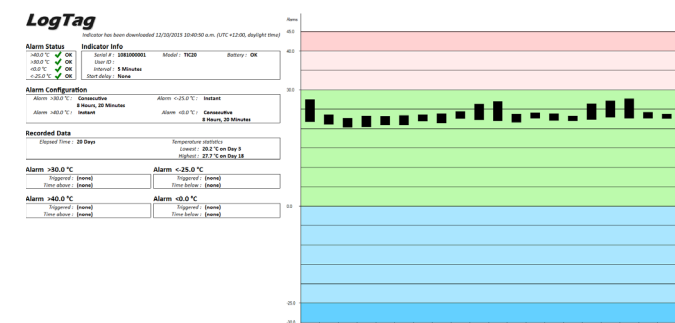 LogTag
Indicator has been downloaded 12/10/2015 10:40:50 a.m. (UTC +12:00, daylight time)
Alarm Status
>40.0 °C OK
>30.0 °C OK
<0.0 °C OK
<-25.0 °C OK
Indicator Info
Serial # : 1081000001 Model : TIC20 Battery : OK
User ID :
Interval : 5 Minutes
Start delay : None
Alarm Configuration
Alarm >30.0 °C : Consecutive Alarm <-25.0 °C : Instant
8 Hours, 20 Minutes
Alarm >40.0 °C : Instant Alarm <0.0 °C : Consecutive
8 Hours, 20 Minutes
Recorded Data
Elapsed Time : 20 Days Temperature statistics
Lowest : 20.2 °C on Day 3
Highest : 27.7 °C on Day 18
Alarm >30.0 °C
Triggered : (none)
Time above : (none)
Alarm <-25.0 °C
Triggered : (none)
Time below : (none)
Alarm >40.0 °C
Triggered : (none)
Time above : (none)
Alarm <0.0 °C
Triggered : (none)
Time below : (none)
45.0
40.0
30.0
0.0
-25.0
-30.0